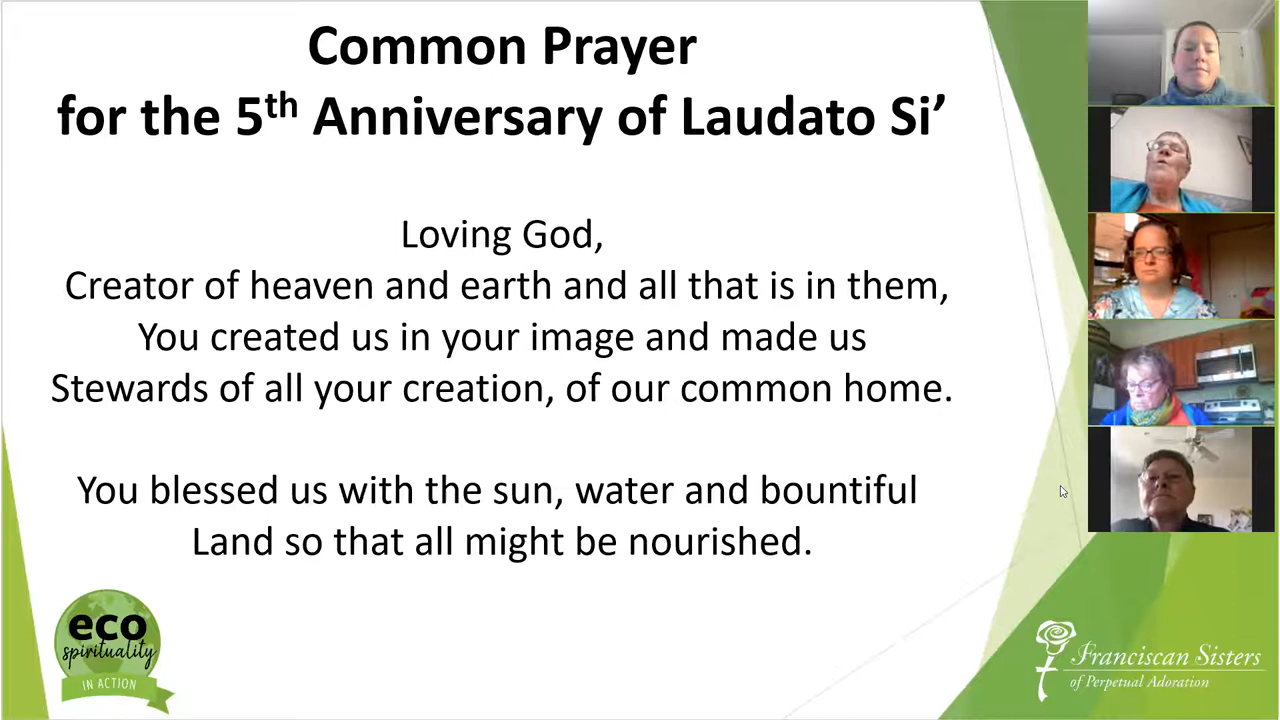 Common Prayer
for the 5th Anniversary of Laudato Si’
Loving God,
Creator of heaven and earth and all that is in them,
You created us in your image and made us
Stewards of all your creation, of our common home.
You blessed us with the sun, water and bountiful
Land so that all might be nourished.
eco
spirituality
IN ACTION
Franciscan Sisters
of Perpetual Adoration